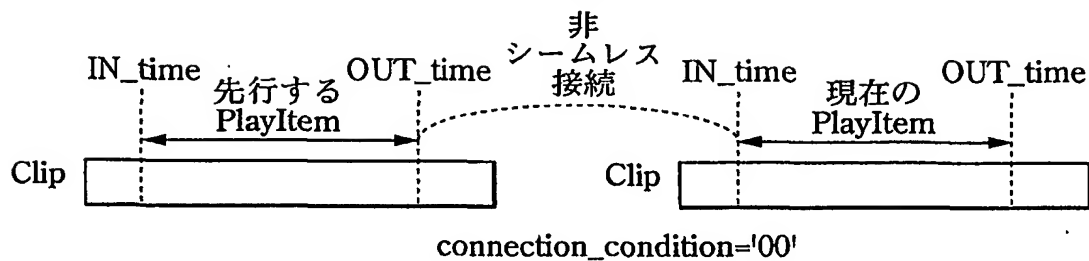 非
シームレス
接続
IN_time
OUT_time
IN_time
OUT_time
先行する
PlayItem
現在の
PlayItem
Clip
Clip
connection_condition='00'